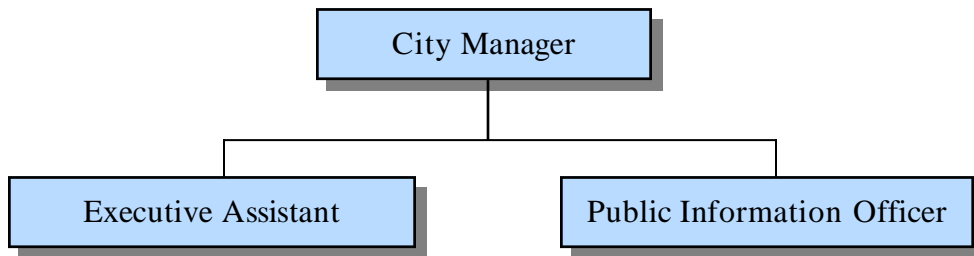 City Manager
Executive Assistant
Public Information Officer